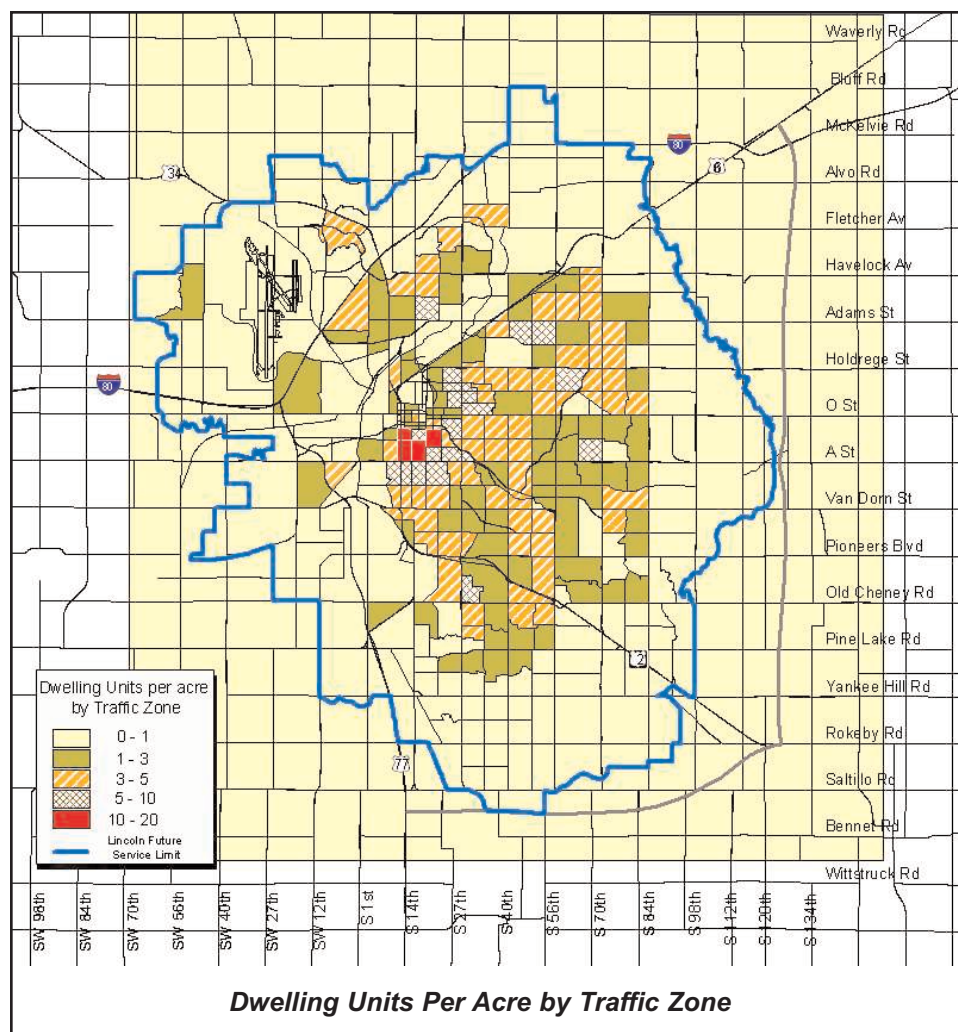 Waverly Rd
Bluff Rd
McKelvie Rd
80
34
6
Alvo Rd
Fletcher Av
Havelock Av
Adams St
Holdrege St
80
O St
A St
Van Dorn St
Pioneers Blvd
Old Cheney Rd
Pine Lake Rd
2
Yankee Hill Rd
Rokeby Rd
77
Saltillo Rd
Bennet Rd
Wittstruck Rd
Dwelling Units per acre
by Traffic Zone
0 - 1
1 - 3
3 - 5
5 - 10
10 - 20
Lincoln Future
Service Limit
SW 98th
SW 84th
SW 70th
SW 56th
SW 40th
SW 27th
SW 12th
S 1st
S 14th
S 27th
S 40th
S 56th
S 70th
S 84th
S 98th
S 112th
S 120th
S 134th
Dwelling Units Per Acre by Traffic Zone